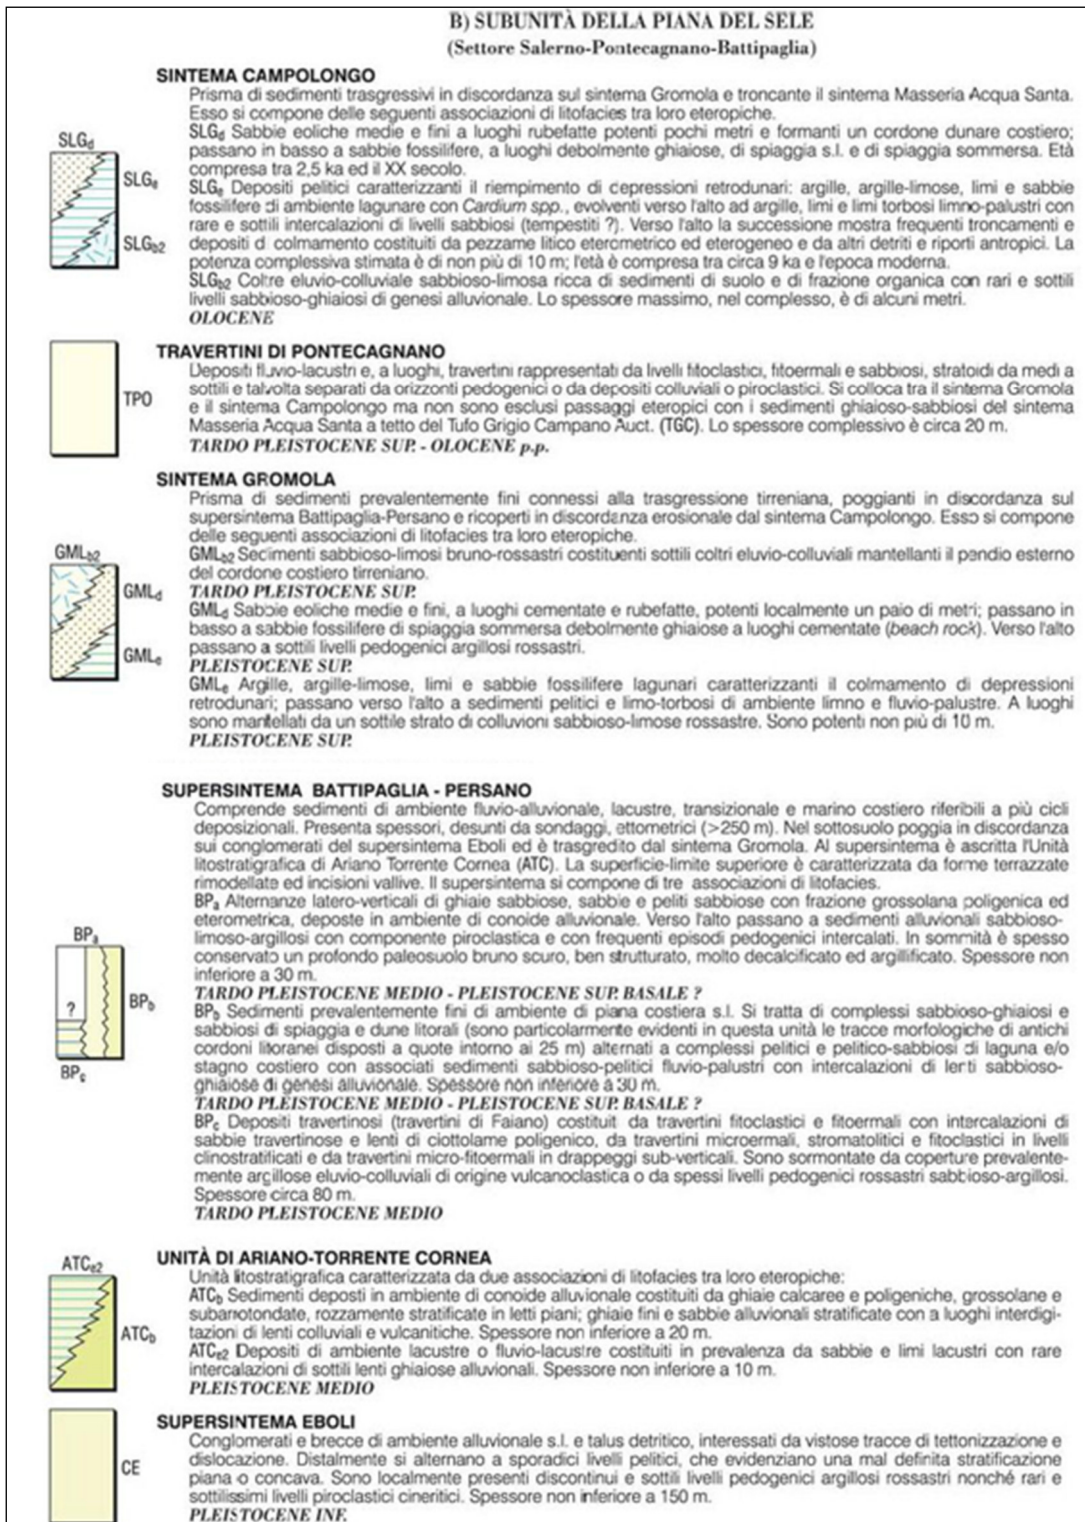 B) SUBUNITÀ DELLA PIANA DEL SELE
(Settore Salerno-Pontecagnano-Battipaglia)
SINTEMA CAMPOLONGO
Prisma di sedimenti trasgressivi in discordanza sul sintema Gromola e troncante il sintema Masseria Acqua Santa.
Esso si compone delle seguenti associazioni di litofacies tra loro eteropiche.
SLGd Sabbie eoliche medie e fini a luoghi rubefatte potenti pochi metri e formanti un cordone dunare costiero;
passano in basso a sabbie fossilifere, a luoghi debolmente ghiaiose, di spiaggia s.l. e di spiaggia sommersa. Età
compresa tra 2,5 ka ed il XX secolo.
SLGe Depositi pelitici caratterizzanti il riempimento di depressioni retrodunari: argille, argille-limose, limi e sabbie
fossilifere di ambiente lagunare con Cardium spp., evolventi verso l'alto ad argille, limi e limi torbosi limno-palustri con
rare e sottili intercalazioni di livelli sabbiosi (tempestiti ?). Verso l'alto la successione mostra frequenti troncamenti e
depositi di colmamento costituiti da pezzame litico eterometrico ed eterogeneo e da altri detriti e riporti antropici. La
potenza complessiva stimata è di non più di 10 m; l'età è compresa tra circa 9 ka e l'epoca moderna.
SLGb2 Coltre eluvio-colluviale sabbioso-limosa ricca di sedimenti di suolo e di frazione organica con rari e sottili
livelli sabbioso-ghiaiosi di genesi alluvionale. Lo spessore massimo, nel complesso, è di alcuni metri.
OLOCENE
SLGd
SLGe
SLGb2
TRAVERTINI DI PONTECAGNANO
Depositi fluvio-lacustri e, a luoghi, travertini rappresentati da livelli fitoclastici, fitoermali e sabbiosi, stratoidi da medi a
sottili e talvolta separati da orizzonti pedogenici o da depositi colluviali o piroclastici. Si colloca tra il sintema Gromola
e il sintema Campolongo ma non sono esclusi passaggi eteropici con i sedimenti ghiaioso-sabbiosi del sintema
Masseria Acqua Santa a tetto del Tufo Grigio Campano Auct. (TGC). Lo spessore complessivo è circa 20 m.
TARDO PLEISTOCENE SUP. - OLOCENE p.p.
TPO
SINTEMA GROMOLA
Prisma di sedimenti prevalentemente fini connessi alla trasgressione tirreniana, poggianti in discordanza sul
supersintema Battipaglia-Persano e ricoperti in discordanza erosionale dal sintema Campolongo. Esso si compone
delle seguenti associazioni di litofacies tra loro eteropiche.
GMLb2 Sedimenti sabbioso-limosi bruno-rossastri costituenti sottili coltri eluvio-colluviali mantellanti il pendio esterno
del cordone costiero tirreniano.
TARDO PLEISTOCENE SUP.
GMLd Sabbie eoliche medie e fini, a luoghi cementate e rubefatte, potenti localmente un paio di metri; passano in
basso a sabbie fossilifere di spiaggia sommersa debolmente ghiaiose a luoghi cementate (beach rock). Verso l'alto
passano a sottili livelli pedogenici argillosi rossastri.
PLEISTOCENE SUP.
GMLe Argille, argille-limose, limi e sabbie fossilifere lagunari caratterizzanti il colmamento di depressioni
retrodunari; passano verso l'alto a sedimenti pelitici e limo-torbosi di ambiente limno e fluvio-palustre. A luoghi
sono mantellati da un sottile strato di colluvioni sabbioso-limose rossastre. Sono potenti non più di 10 m.
PLEISTOCENE SUP.
GMLb2
GMLd
GMLe
SUPERSINTEMA BATTIPAGLIA - PERSANO
Comprende sedimenti di ambiente fluvio-alluvionale, lacustre, transizionale e marino costiero riferibili a più cicli
deposizionali. Presenta spessori, desunti da sondaggi, ettometrici (>250 m). Nel sottosuolo poggia in discordanza
sui conglomerati del supersintema Eboli ed è trasgredito dal sintema Gromola. Al supersintema è ascritta l'Unità
litostratigrafica di Ariano Torrente Cornea (ATC). La superficie-limite superiore è caratterizzata da forme terrazzate
rimodellate ed incisioni vallive. Il supersintema si compone di tre associazioni di litofacies.
BPa Alternanze latero-verticali di ghiaie sabbiose, sabbie e peliti sabbiose con frazione grossolana poligenica ed
eterometrica, deposte in ambiente di conoide alluvionale. Verso l'alto passano a sedimenti alluvionali sabbioso-
limoso-argillosi con componente piroclastica e con frequenti episodi pedogenici intercalati. In sommità è spesso
conservato un profondo paleosuolo bruno scuro, ben strutturato, molto decalcificato ed argillificato. Spessore non
inferiore a 30 m.
TARDO PLEISTOCENE MEDIO - PLEISTOCENE SUP. BASALE ?
BPb Sedimenti prevalentemente fini di ambiente di piana costiera s.l. Si tratta di complessi sabbioso-ghiaiosi e
sabbiosi di spiaggia e dune litorali (sono particolarmente evidenti in questa unità le tracce morfologiche di antichi
cordoni litoranei disposti a quote intorno ai 25 m) alternati a complessi pelitici e pelitico-sabbiosi di laguna e/o
stagno costiero con associati sedimenti sabbioso-pelitici fluvio-palustri con intercalazioni di lenti sabbioso-
ghiaiose di genesi alluvionale. Spessore non inferiore a 30 m.
TARDO PLEISTOCENE MEDIO - PLEISTOCENE SUP. BASALE ?
BPc Depositi travertinosi (travertini di Faiano) costituit da travertini fitoclastici e fitoermali con intercalazioni di
sabbie travertinose e lenti di ciottolame poligenico, da travertini microermali, stromatolitici e fitoclastici in livelli
clinostratificati e da travertini micro-fitoermali in drappeggi sub-verticali. Sono sormontate da coperture prevalente-
mente argillose eluvio-colluviali di origine vulcanoclastica o da spessi livelli pedogenici rossastri sabbioso-argillosi.
Spessore circa 80 m.
TARDO PLEISTOCENE MEDIO
BPa
?
BPb
BPc
UNITÀ DI ARIANO-TORRENTE CORNEA
Unità litostratigrafica caratterizzata da due associazioni di litofacies tra loro eteropiche:
ATCb Sedimenti deposti in ambiente di conoide alluvionale costituiti da ghiaie calcaree e poligeniche, grossolane e
subarrotondate, rozzamente stratificate in letti piani; ghiaie fini e sabbie alluvionali stratificate con a luoghi interdigi-
tazioni di lenti colluviali e vulcanitiche. Spessore non inferiore a 20 m.
ATCe2 Depositi di ambiente lacustre o fluvio-lacustre costituiti in prevalenza da sabbie e limi lacustri con rare
intercalazioni di sottili lenti ghiaiose alluvionali. Spessore non inferiore a 10 m.
PLEISTOCENE MEDIO
ATCe2
ATCb
SUPERSINTEMA EBOLI
Conglomerati e brecce di ambiente alluvionale s.l. e talus detritico, interessati da vistose tracce di tettonizzazione e
dislocazione. Distalmente si alternano a sporadici livelli pelitici, che evidenziano una mal definita stratificazione
piana o concava. Sono localmente presenti discontinui e sottili livelli pedogenici argillosi rossastri nonché rari e
sottilissimi livelli piroclastici cineritici. Spessore non inferiore a 150 m.
PLEISTOCENE INF.
CE